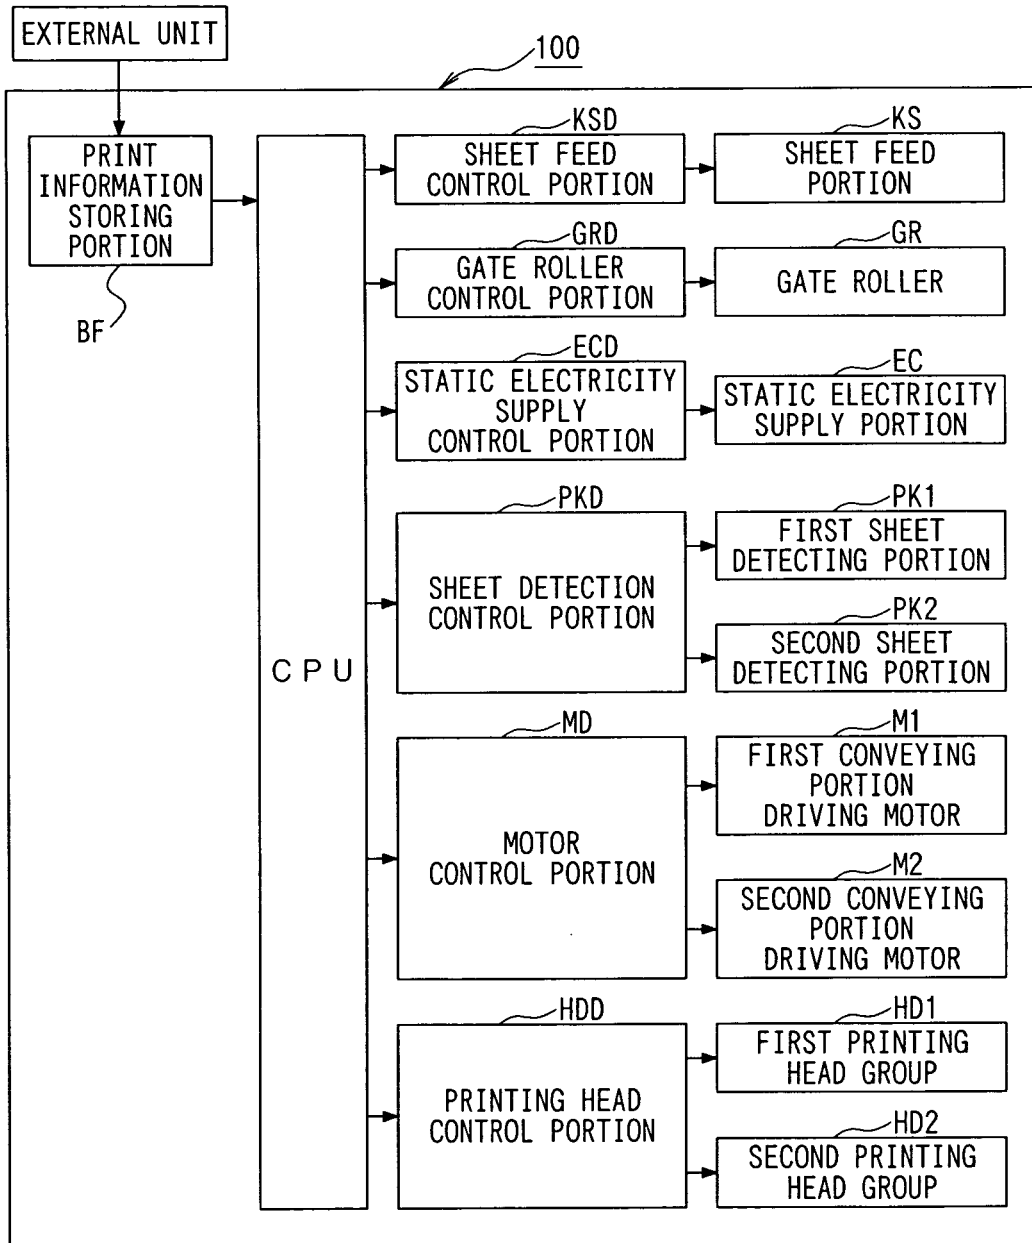 EXTERNAL UNIT
100
PRINT
INFORMATION
STORING
PORTION
BF
CPU
KSD
SHEET FEED
CONTROL PORTION
KS
SHEET FEED
PORTION
GRD
GATE ROLLER
CONTROL PORTION
GR
GATE ROLLER
ECD
STATIC ELECTRICITY
SUPPLY
CONTROL PORTION
EC
STATIC ELECTRICITY
SUPPLY PORTION
PKD
SHEET DETECTION
CONTROL PORTION
PK1
FIRST SHEET
DETECTING PORTION
PK2
SECOND SHEET
DETECTING PORTION
MD
MOTOR
CONTROL PORTION
M1
FIRST CONVEYING
PORTION
DRIVING MOTOR
M2
SECOND CONVEYING
PORTION
DRIVING MOTOR
HDD
PRINTING HEAD
CONTROL PORTION
HD1
FIRST PRINTING
HEAD GROUP
HD2
SECOND PRINTING
HEAD GROUP